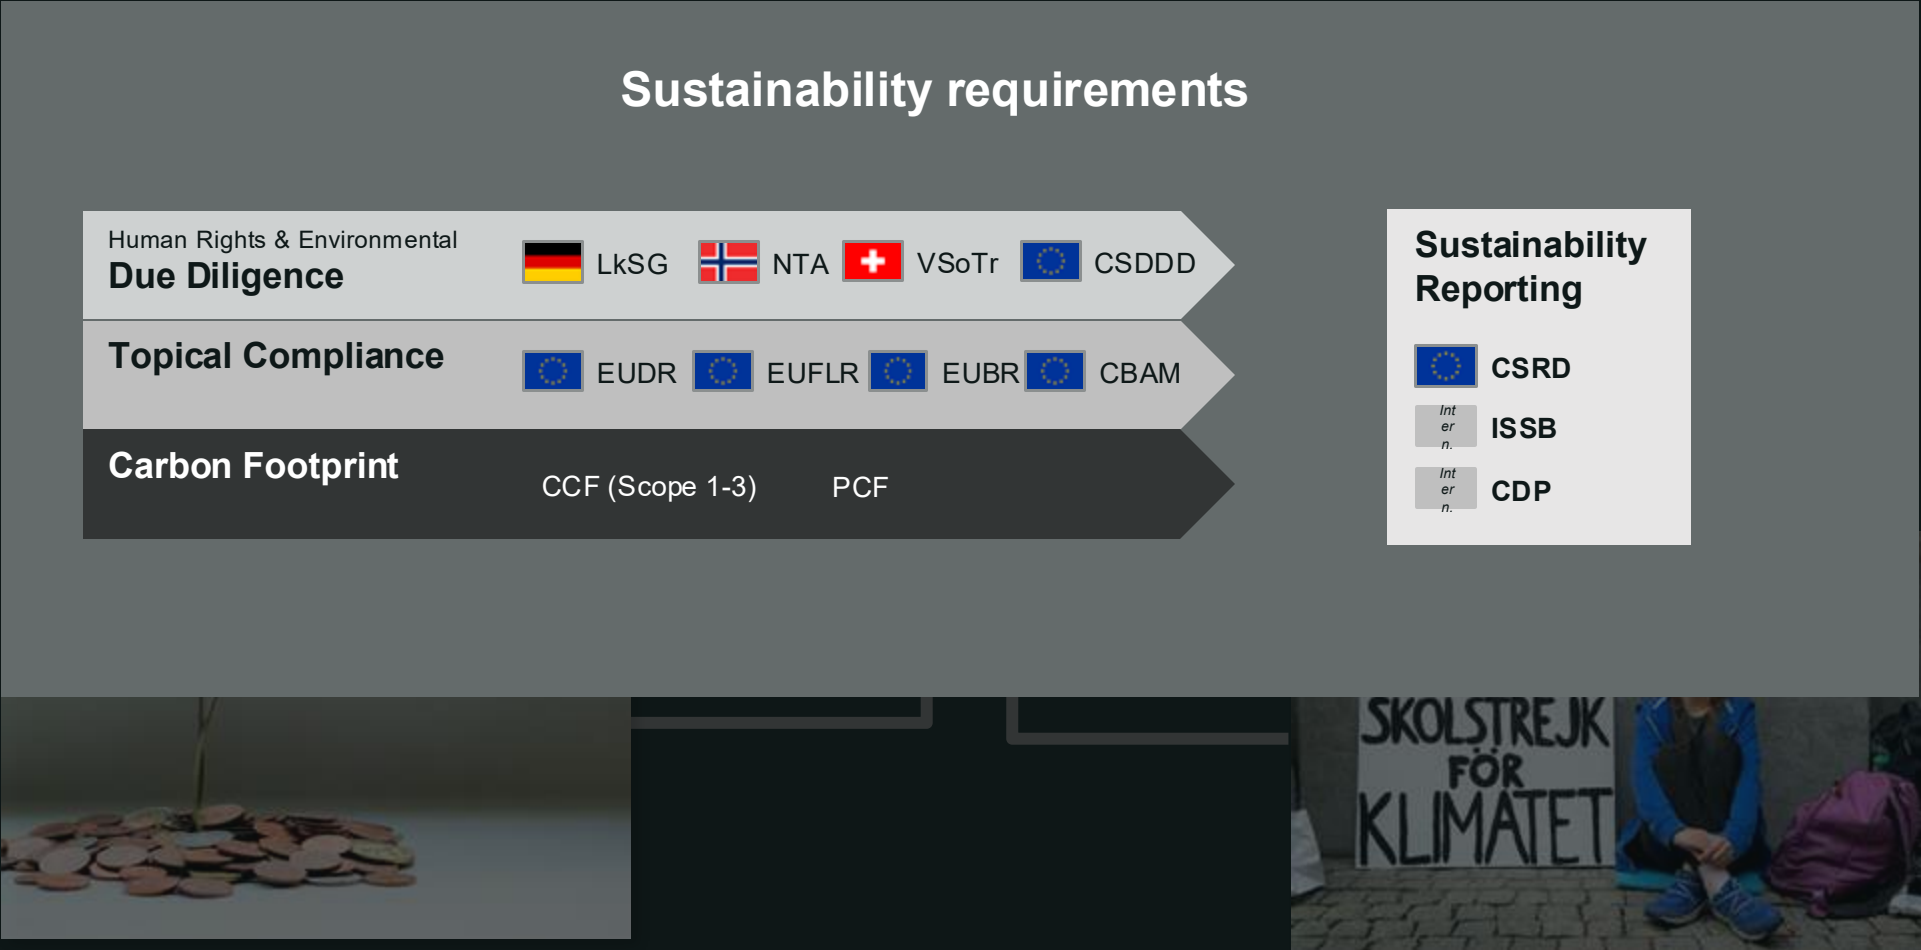 Sustainability requirements
Human Rights & Environmental
Due Diligence
LkSG NTA VSoTr CSDDD
Topical Compliance
EUDR EUFLR EUBR CBAM
Carbon Footprint
CCF (Scope 1-3) PCF
Sustainability
Reporting
CSRD
Int
er
n.
ISSB
Int
er
n.
CDP
SKOLSTREJK
FÖR
KLIMATET